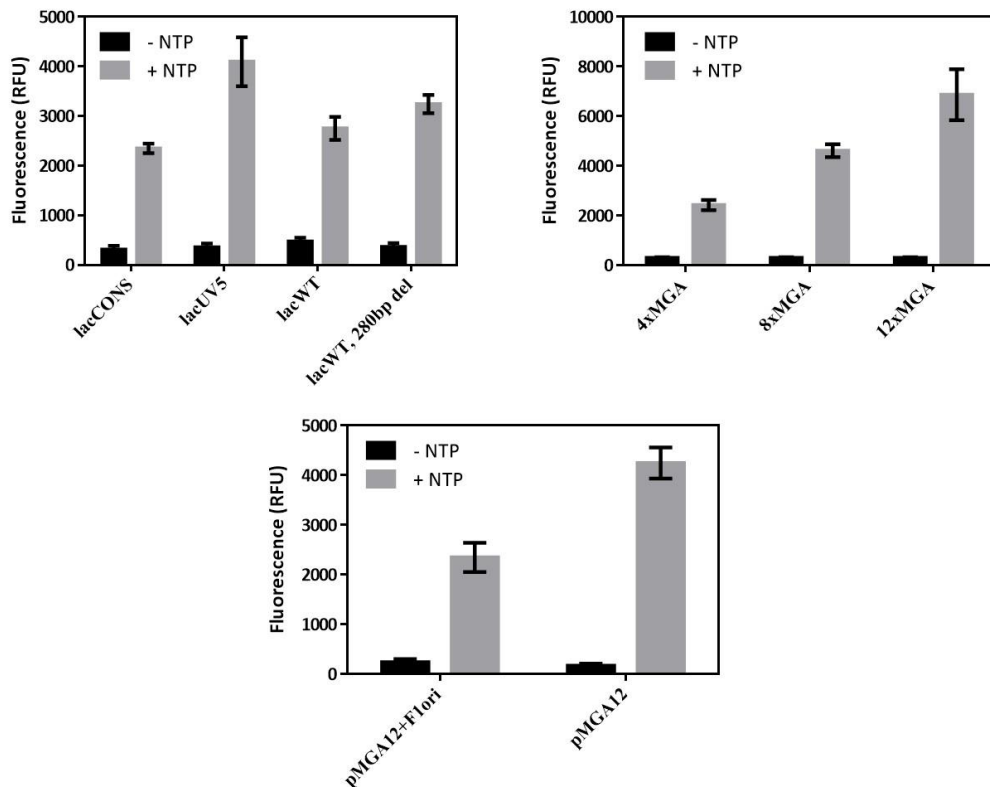 Fluorescence (RFU)
5000
4000
3000
2000
1000
0
- NTP
+ NTP
lacCONS
lacUV5
lacWT
lacWT, 280bp del
Fluorescence (RFU)
10000
8000
6000
4000
2000
0
- NTP
+ NTP
4xMGA
8xMGA
12xMGA
Fluorescence (RFU)
5000
4000
3000
2000
1000
0
- NTP
+ NTP
pMGA12+F1ori
pMGA12